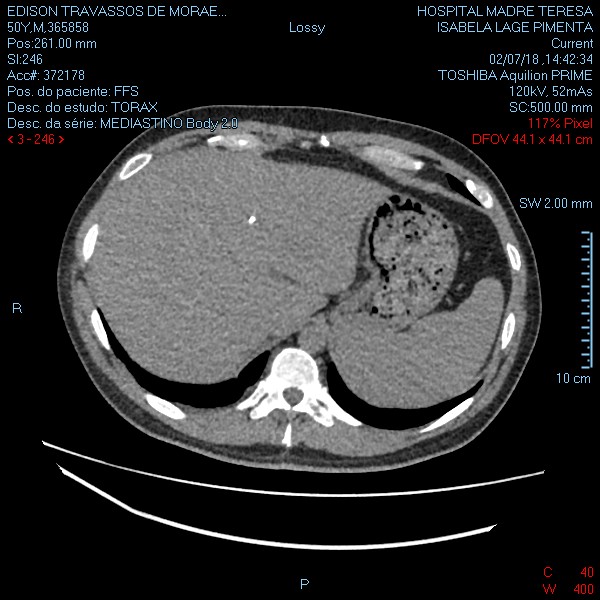 EDISON TRAVASSOS DE MORAE...
50Y,M,365858
Pos:261.00 mm
SI:246
Acc#: 372178
Pos. do paciente: FFS
Desc. do estudo: TORAX
Desc. da série: MEDIASTINO Body 2.0
< 3 - 246 >
Lossy
HOSPITAL MADRE TERESA
ISABELA LAGE PIMENTA
Current
02/07/18 ,14:42:34
TOSHIBA Aquilion PRIME
120kV, 52mAs
SC:500.00 mm
117% Pixel
DFOV 44.1 x 44.1 cm
SW 2.00 mm
R
10 cm
P
C 40
W 400